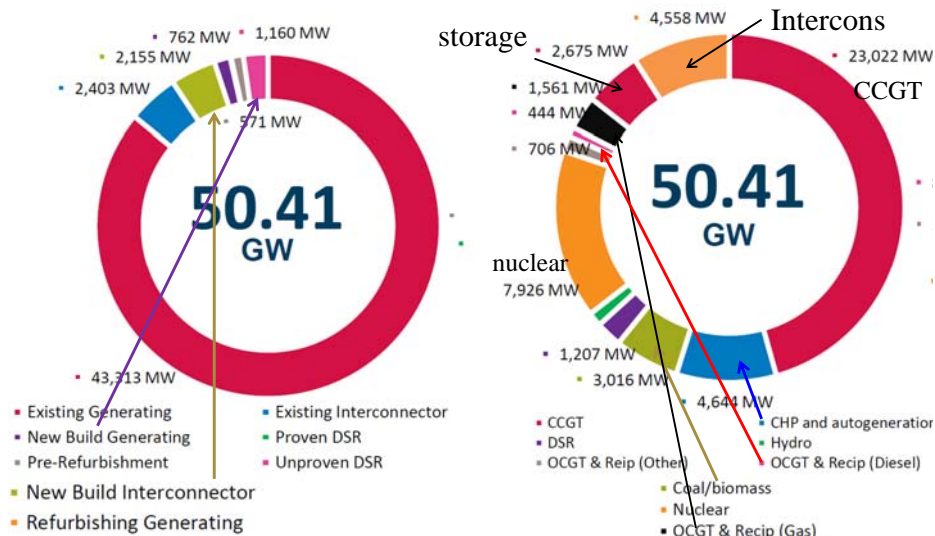 762 MW
1,160 MW
2,155 MW
2,403 MW
571 MW
50.41
GW
43,313 MW
Existing Generating
Existing Interconnector
New Build Generating
Proven DSR
Pre-Refurbishment
Unproven DSR
New Build Interconnector
Refurbishing Generating
4,558 MW
Intercons
storage
2,675 MW
23,022 MW
CCGT
1,561 MW
444 MW
706 MW
50.41
GW
nuclear
7,926 MW
1,207 MW
3,016 MW
4,644 MW
CCGT
CHP and autogeneration
DSR
Hydro
OCGT & Reip (Other)
OCGT & Recip (Diesel)
Coal/biomass
Nuclear
OCGT & Recip (Gas)